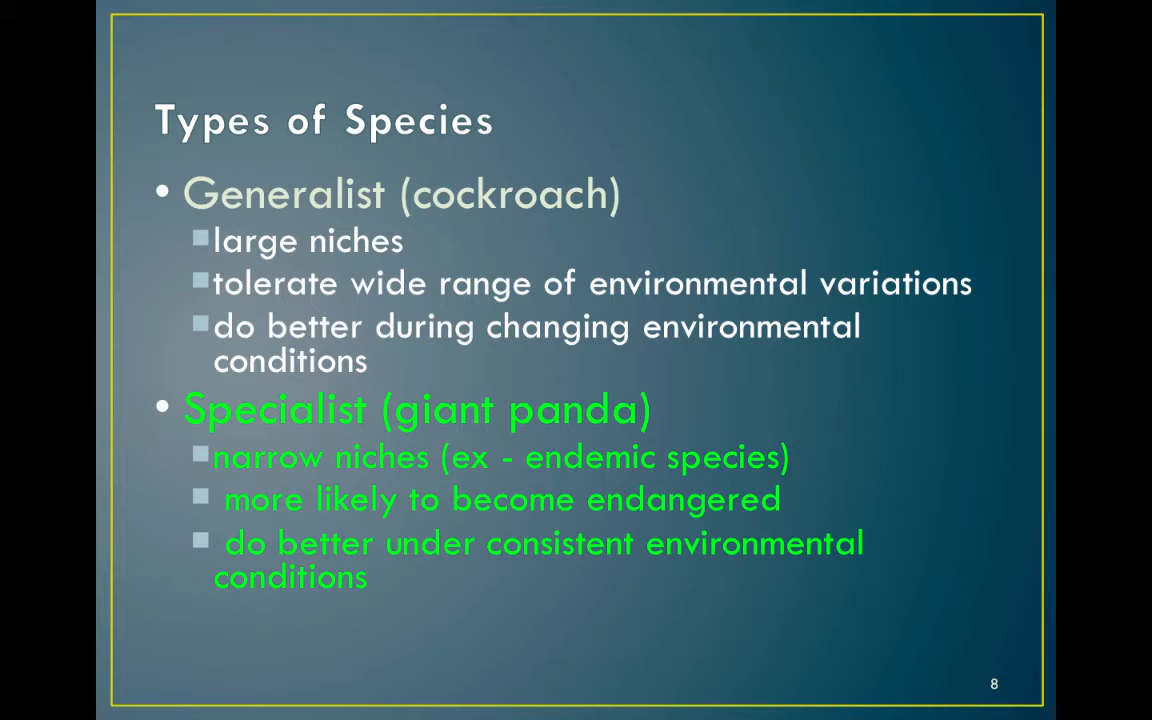 Types of Species
• Generalist (cockroach)
■large niches
■tolerate wide range of environmental variations
■do better during changing environmental
conditions
• Specialist (giant panda)
■narrow niches (ex - endemic species)
■ more likely to become endangered
■ do better under consistent environmental
conditions
8